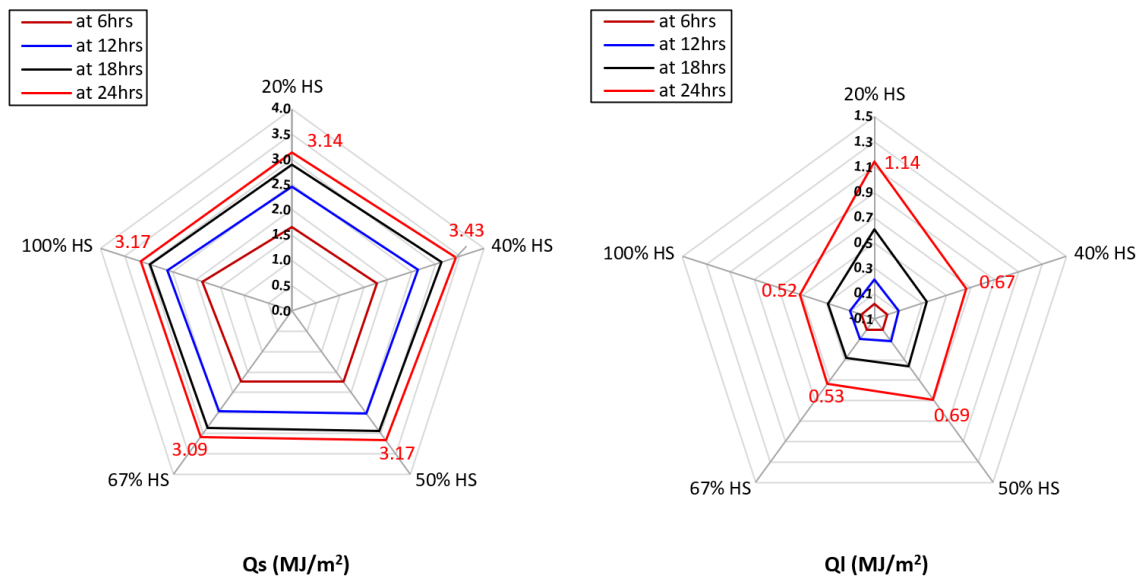 at 6hrs
at 12hrs
at 18hrs
at 24hrs
20% HS
4.0
3.5
3.0
2.5
2.0
1.5
1.0
0.5
0.0
3.14
3.43
40% HS
3.17
50% HS
3.09
67% HS
3.17
100% HS
Qs (MJ/m²)
at 6hrs
at 12hrs
at 18hrs
at 24hrs
20% HS
1.5
1.3
1.1
0.9
0.7
0.5
0.3
0.1
-0.1
1.14
40% HS
0.67
0.69
50% HS
0.53
67% HS
0.52
100% HS
Ql (MJ/m²)